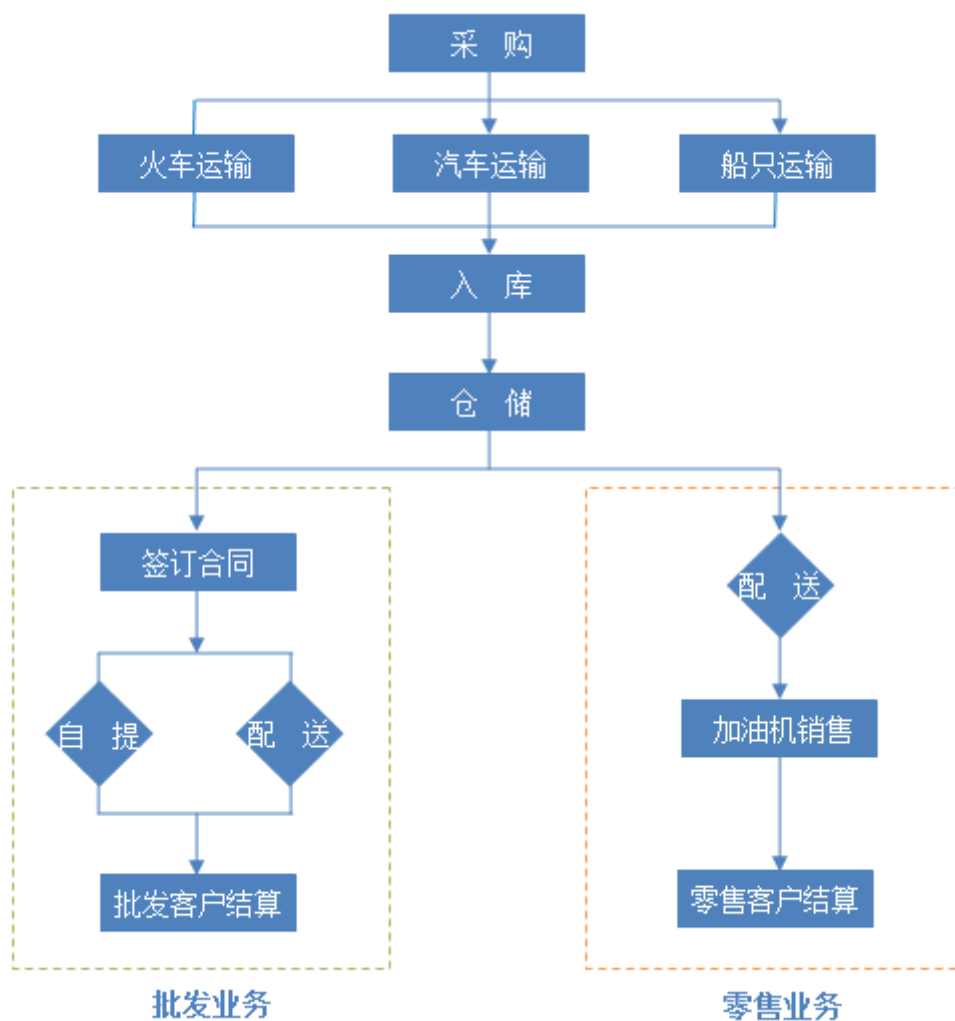 采 购
火车运输
汽车运输
船只运输
入 库
仓 储
签订合同
自 提
配 送
批发客户结算
批发业务
配 送
加油机销售
零售客户结算
零售业务